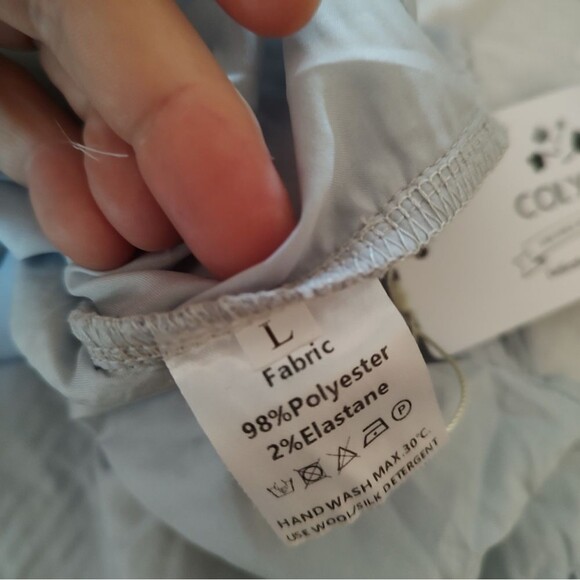 L
Fabric
98%Polyester
2%Elastane
HAND WASH MAX.30°C.
USE WOOL/SILK DETERGENT